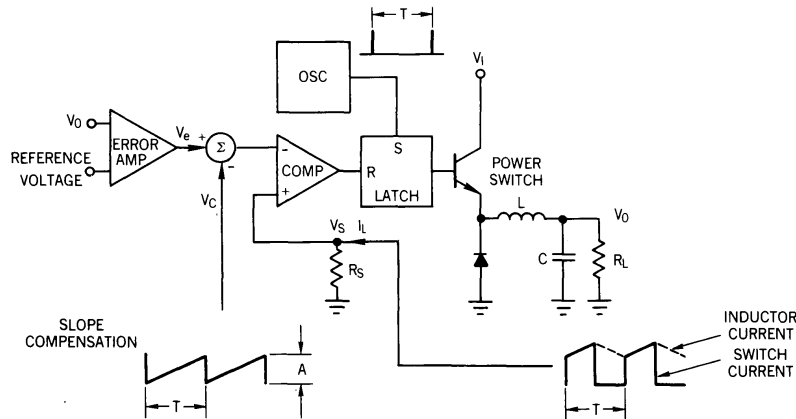 T
V_I
OSC
V_O
ERROR
AMP
V_e
+
Σ
-
-
COMP
+
S
R
LATCH
POWER
SWITCH
REFERENCE
VOLTAGE
V_C
V_S
I_L
R_S
L
V_O
C
R_L
SLOPE
COMPENSATION
A
T
INDUCTOR
CURRENT
SWITCH
CURRENT
T